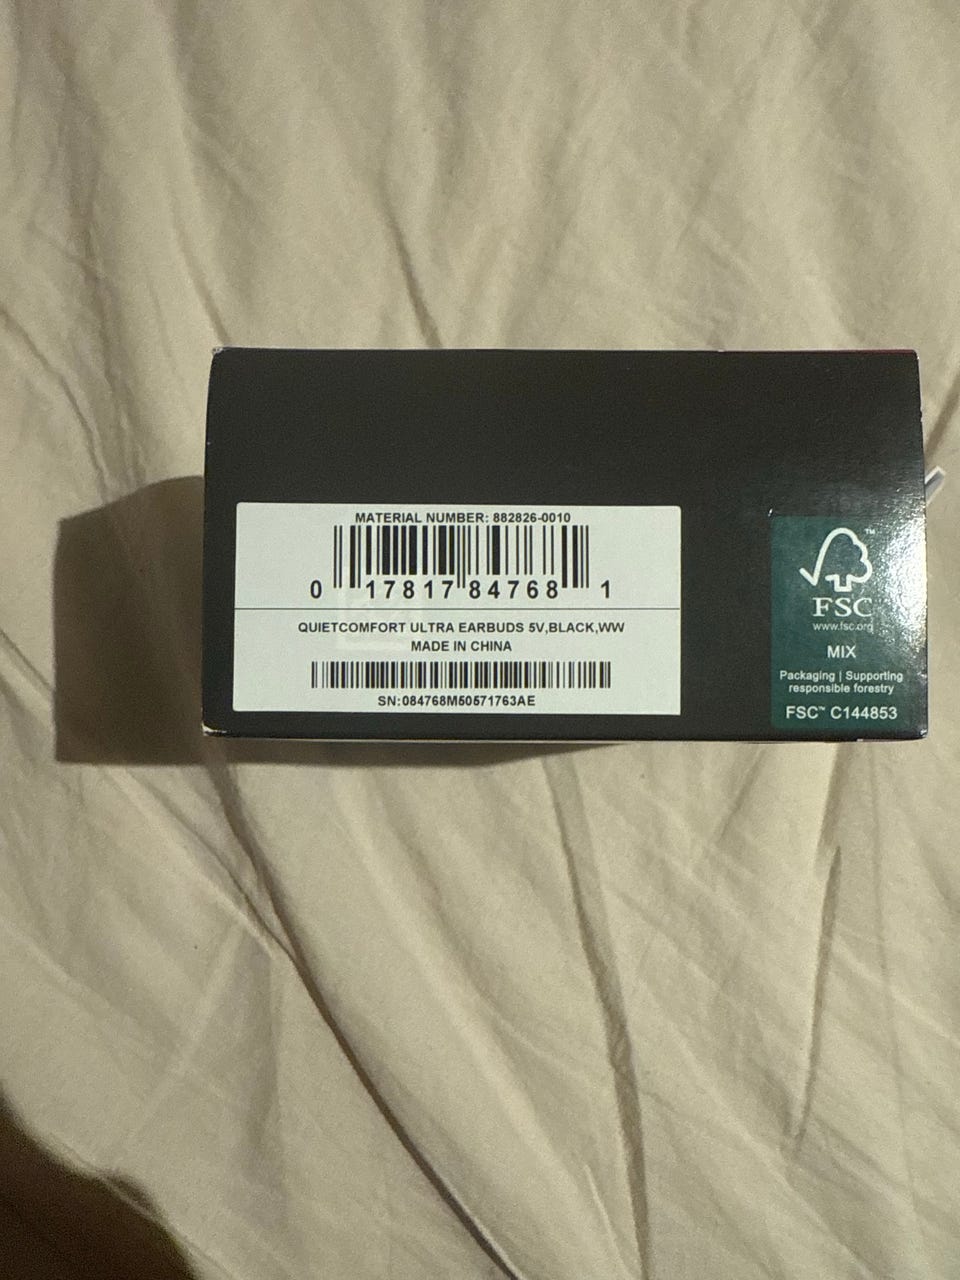 MATERIAL NUMBER: 882826-0010
0 17817 84768 1
QUIETCOMFORT ULTRA EARBUDS 5V,BLACK,WW
MADE IN CHINA
SN:084768M50571763AE
FSC™
www.fsc.org
MIX
Packaging | Supporting
responsible forestry
FSC™ C144853